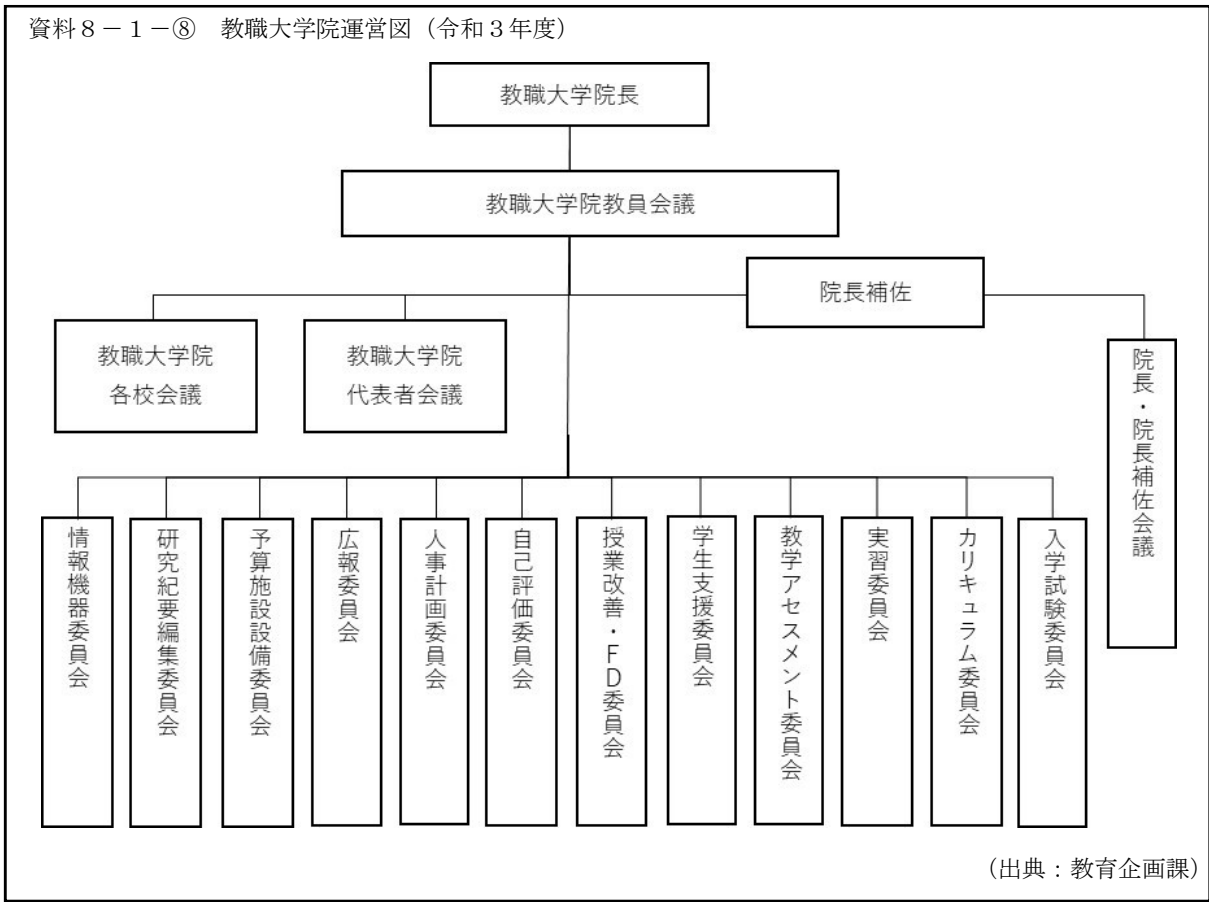 資料８－１－⑧　教職大学院運営図（令和３年度）
教職大学院長
教職大学院教員会議
院長補佐
教職大学院
各校会議
教職大学院
代表者会議
院長・院長補佐会議
情報機器委員会
研究紀要編集委員会
予算施設設備委員会
広報委員会
人事計画委員会
自己評価委員会
授業改善・ＦＤ委員会
学生支援委員会
教学アセスメント委員会
実習委員会
カリキュラム委員会
入学試験委員会
（出典：教育企画課）